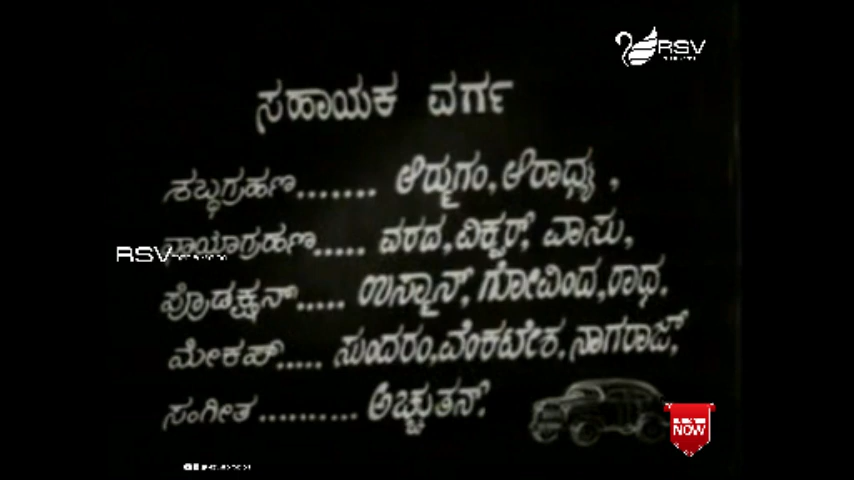 RSV
ಸಹಾಯಕ ವರ್ಗ
ಶಬ್ಧಗ್ರಹಣ....... ಆರ್ಮುಗಂ, ಆರಾಧ್ಯ,
RSV ಛಾಯಾಗ್ರಹಣ..... ವರದ, ವಿಕ್ಟರ್, ವಾಸು,
ಪ್ರೊಡಕ್ಷನ್..... ಉಸ್ಮಾನ್, ಗೋವಿಂದ, ರಾಧ.
ಮೇಕಪ್..... ಸುಂದರಂ, ವೆಂಕಟೇಶ, ನಾಗರಾಜ್,
ಸಂಗೀತ.......... ಅಚ್ಚುತನ್.
NOW